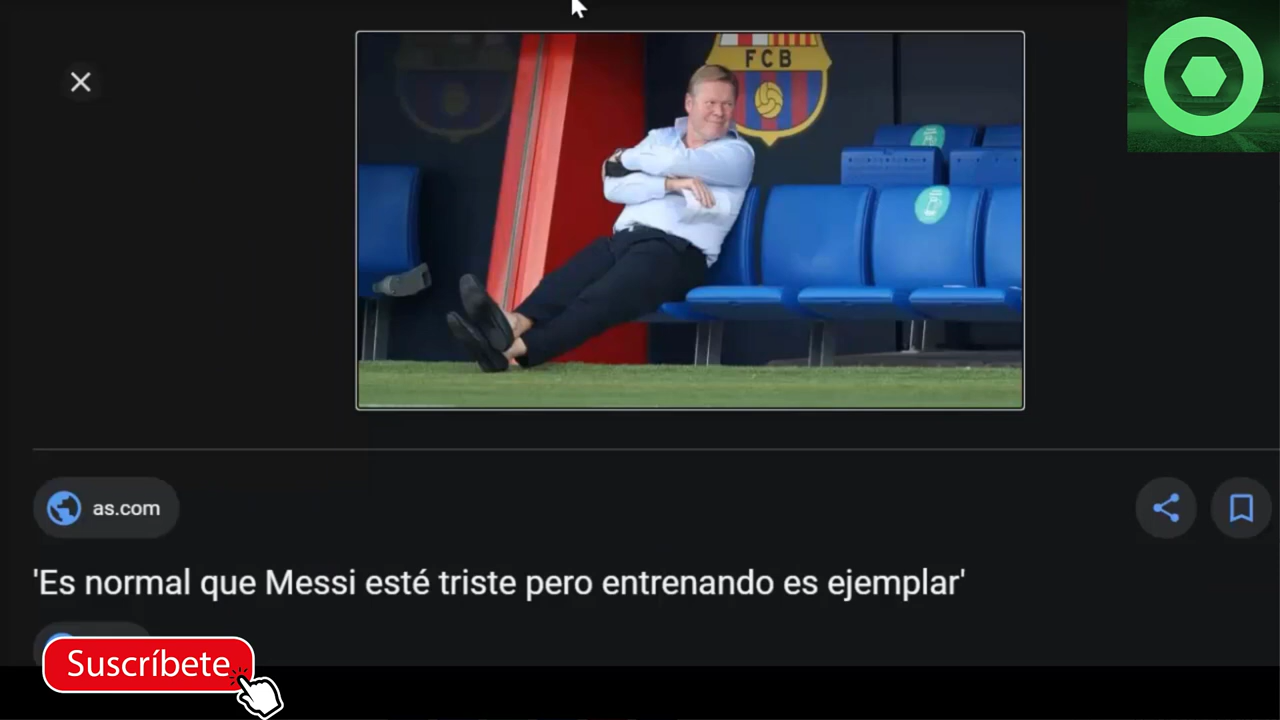 FCB
as.com
'Es normal que Messi esté triste pero entrenando es ejemplar'
Suscríbete